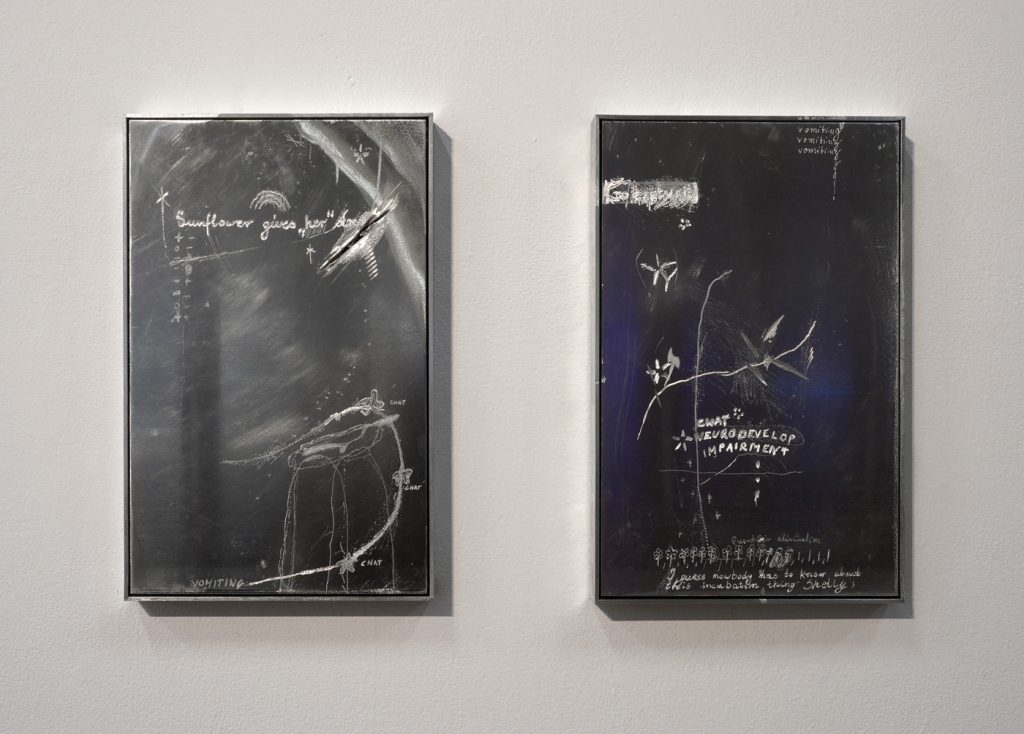 Sunflower gives „her"
CHAT
CHAT
CHAT
VOMITING
vomiting
vomiting
vomiting
CHAT
NEURODEVELOP
IMPAIRMENT
I guess nowbody has to know about
this incubation thing Shelly)